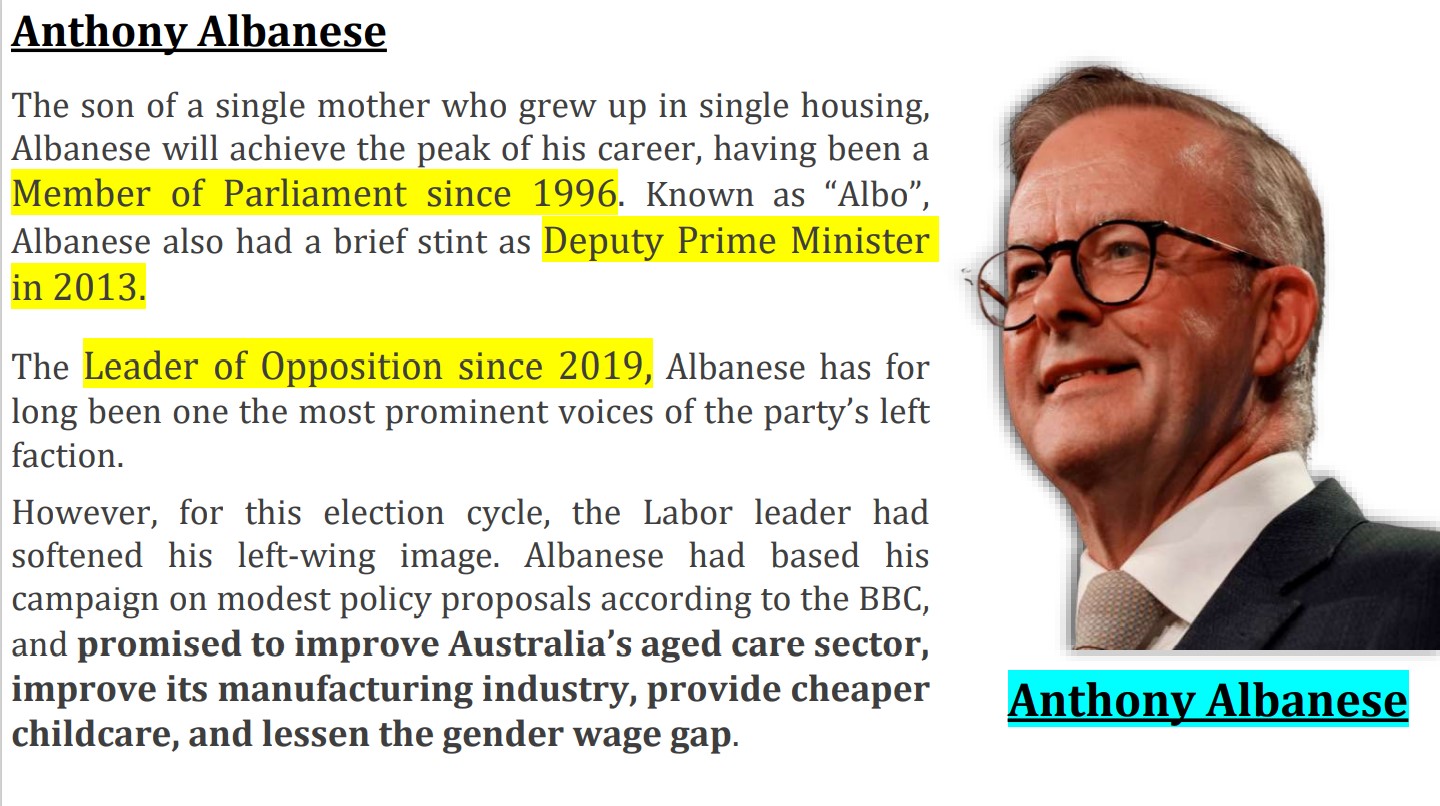 Anthony Albanese
The son of a single mother who grew up in single housing,
Albanese will achieve the peak of his career, having been a
Member of Parliament since 1996. Known as “Albo”,
Albanese also had a brief stint as Deputy Prime Minister
in 2013.
The Leader of Opposition since 2019, Albanese has for
long been one the most prominent voices of the party’s left
faction.
However, for this election cycle, the Labor leader had
softened his left-wing image. Albanese had based his
campaign on modest policy proposals according to the BBC,
and promised to improve Australia’s aged care sector,
improve its manufacturing industry, provide cheaper
childcare, and lessen the gender wage gap.
Anthony Albanese